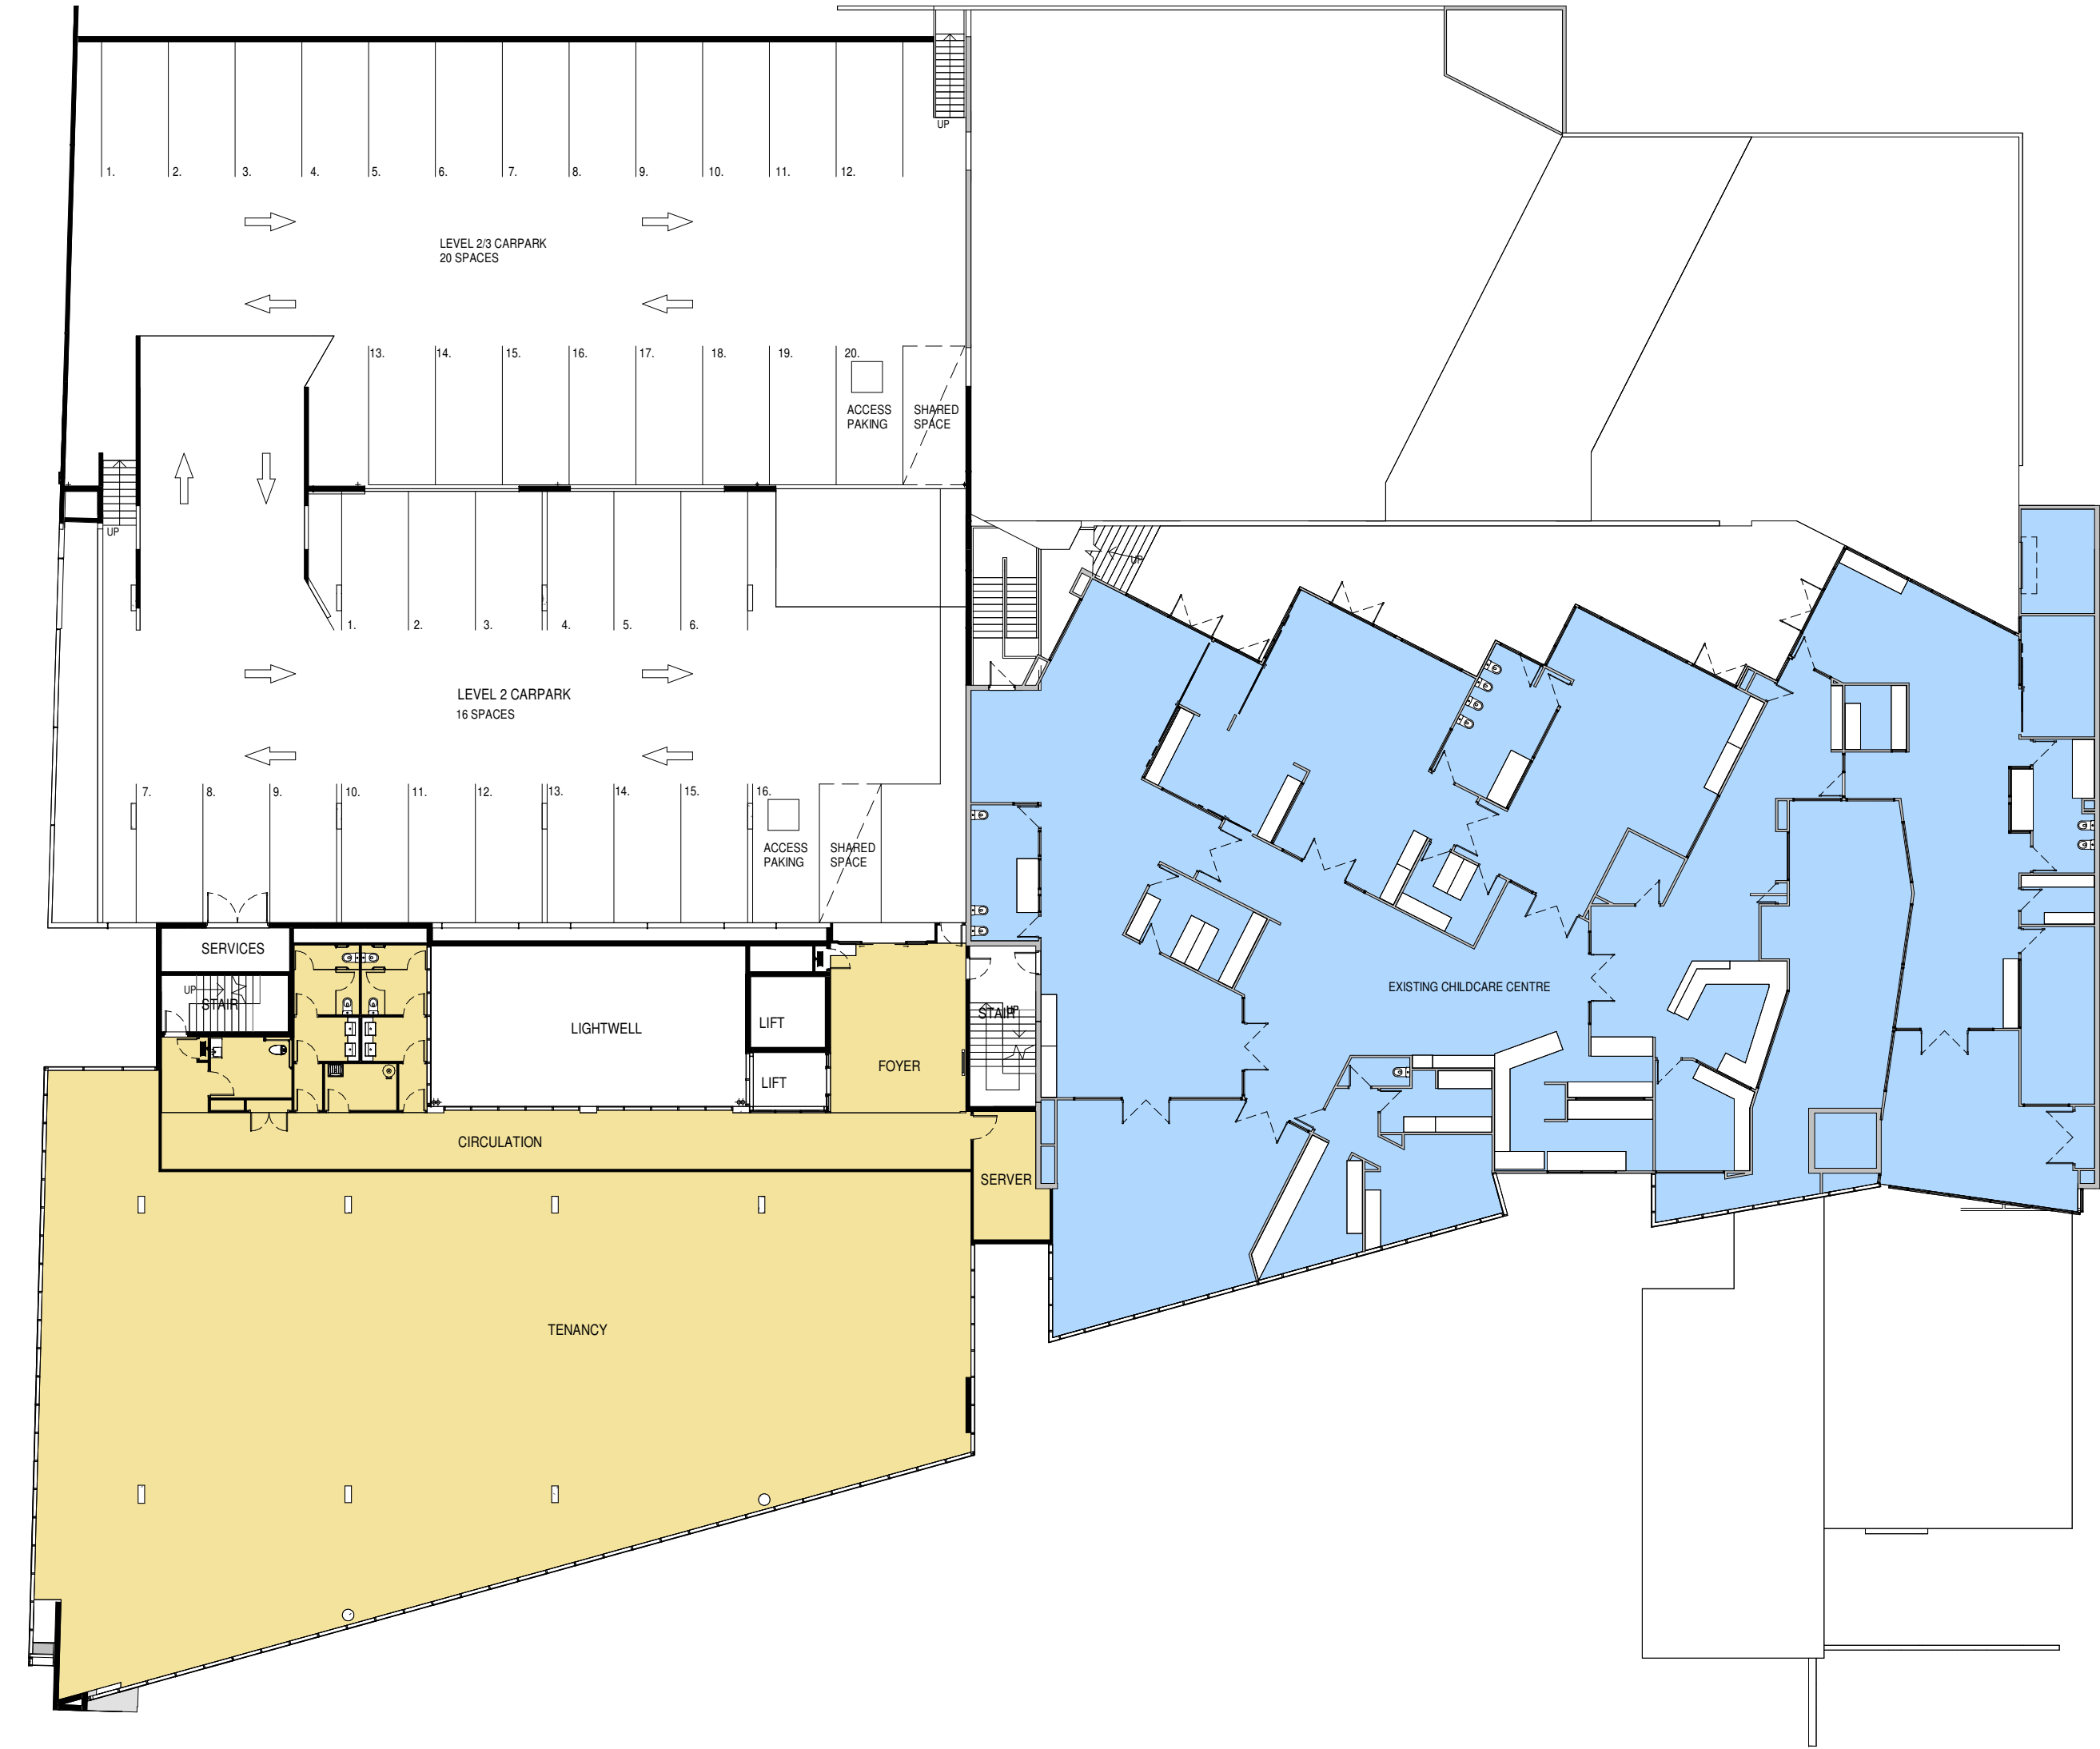 UP
1. 2. 3. 4. 5. 6. 7. 8. 9. 10. 11. 12.
LEVEL 2/3 CARPARK
20 SPACES
13. 14. 15. 16. 17. 18. 19. 20.
ACCESS
PAKING
SHARED
SPACE
UP
UP
1. 2. 3. 4. 5. 6.
LEVEL 2 CARPARK
16 SPACES
7. 8. 9. 10. 11. 12. 13. 14. 15. 16.
ACCESS
PAKING
SHARED
SPACE
SERVICES
UP
STAIR
LIGHTWELL
LIFT
LIFT
FOYER
STAIR
UP
EXISTING CHILDCARE CENTRE
CIRCULATION
SERVER
TENANCY